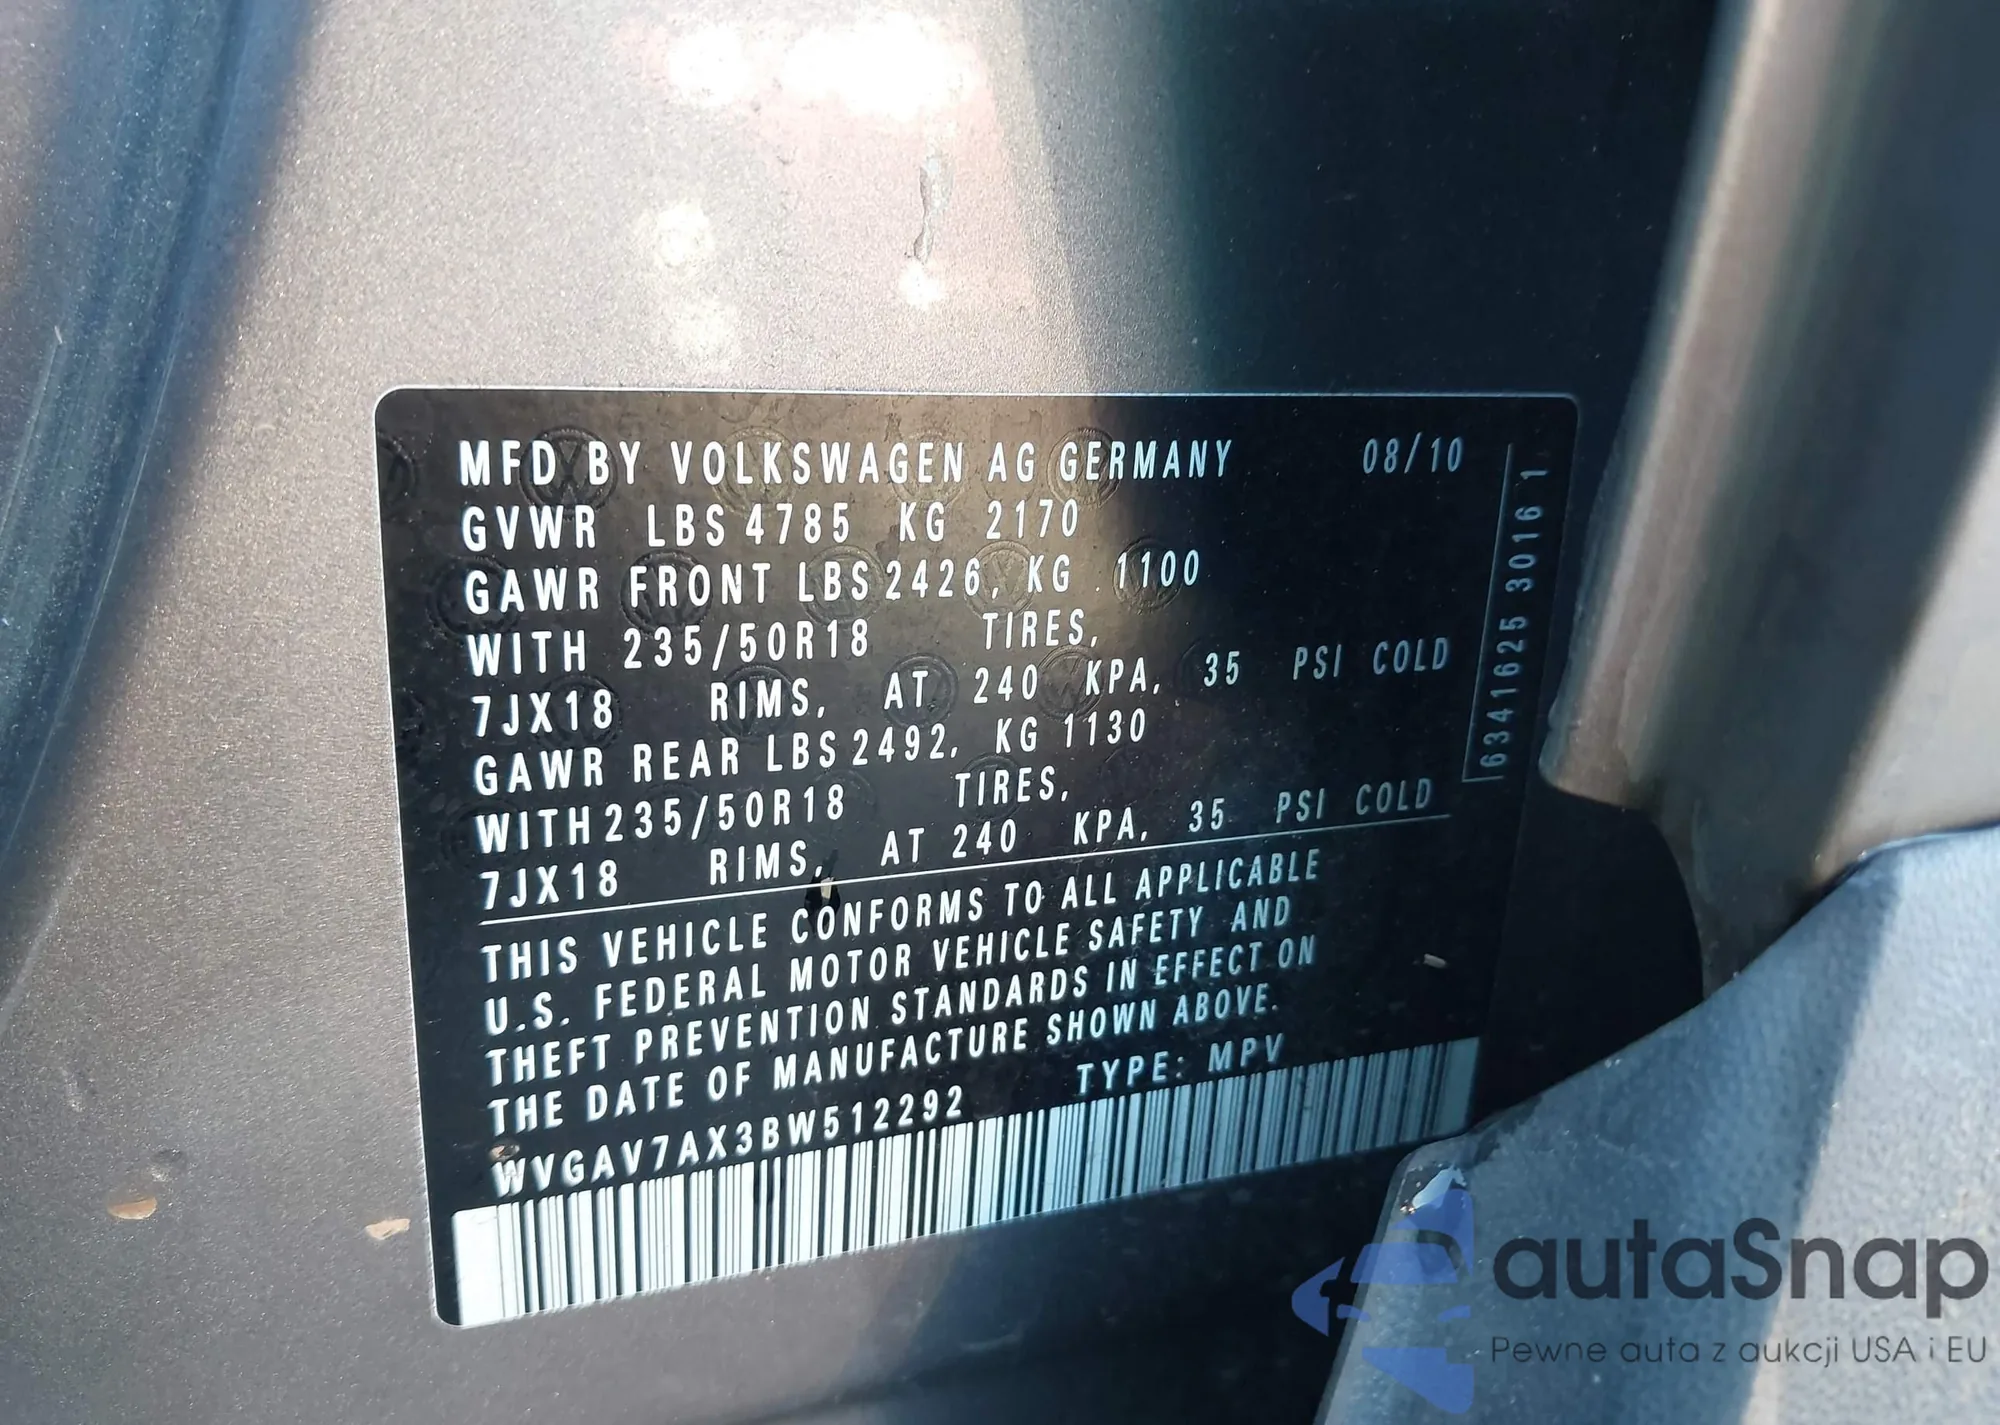 MFD BY VOLKSWAGEN AG GERMANY 08/10
GVWR LBS 4785 KG 2170
GAWR FRONT LBS 2426, KG 1100
WITH 235/50R18 TIRES,
7JX18 RIMS, AT 240 KPA, 35 PSI COLD
GAWR REAR LBS 2492, KG 1130
WITH 235/50R18 TIRES,
7JX18 RIMS, AT 240 KPA, 35 PSI COLD
THIS VEHICLE CONFORMS TO ALL APPLICABLE
U.S. FEDERAL MOTOR VEHICLE SAFETY AND
THEFT PREVENTION STANDARDS IN EFFECT ON
THE DATE OF MANUFACTURE SHOWN ABOVE.
WVGAV7AX3BW512292 TYPE: MPV
6341625 3016 1
autaSnap
Pewne auta z aukcji USA i EU